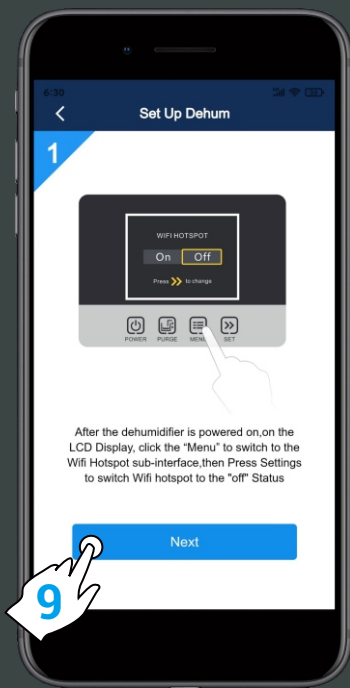 6:30
Set Up Dehum
1
WIFI HOTSPOT
On Off
Press >> to change
POWER PURGE MENU SET
After the dehumidifier is powered on,on the
LCD Display, click the “Menu” to switch to the
Wifi Hotspot sub-interface,then Press Settings
to switch Wifi hotspot to the "off" Status
Next
9